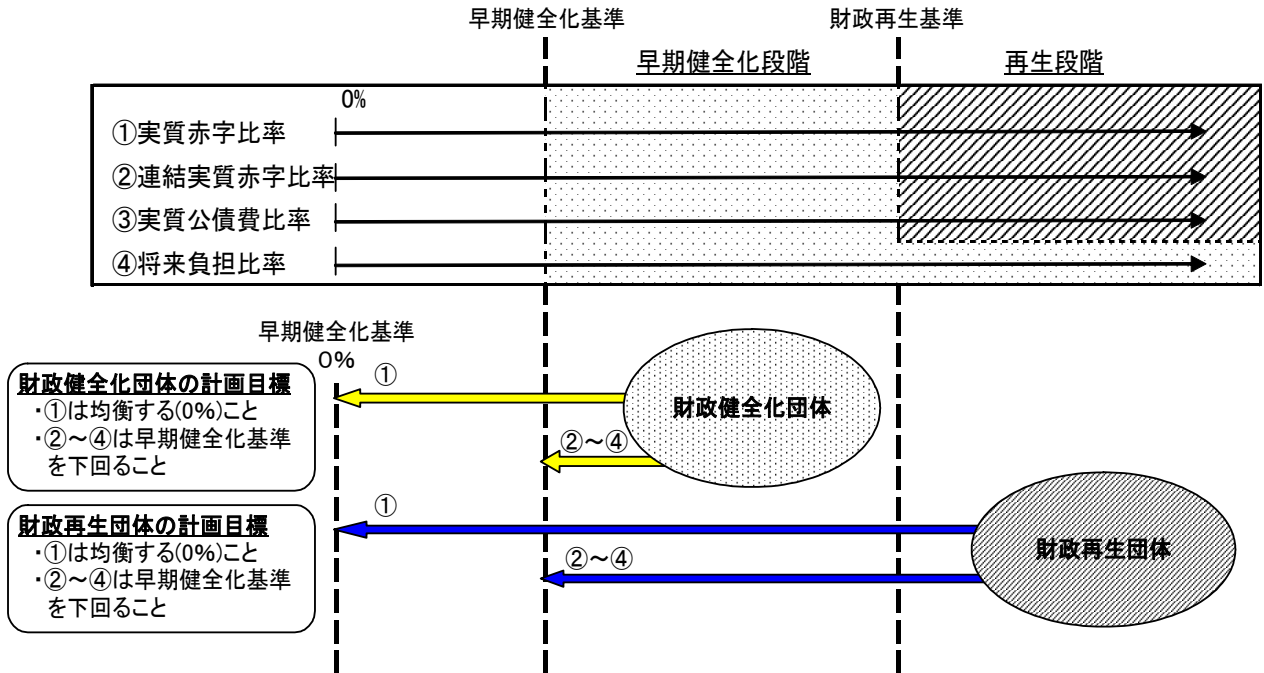 早期健全化基準
財政再生基準
早期健全化段階
再生段階
0%
①実質赤字比率
②連結実質赤字比率
③実質公債費比率
④将来負担比率
早期健全化基準
0%
財政健全化団体の計画目標
・①は均衡する(0%)こと
・②～④は早期健全化基準
を下回ること
①
財政健全化団体
②～④
財政再生団体の計画目標
・①は均衡する(0%)こと
・②～④は早期健全化基準
を下回ること
①
②～④
財政再生団体